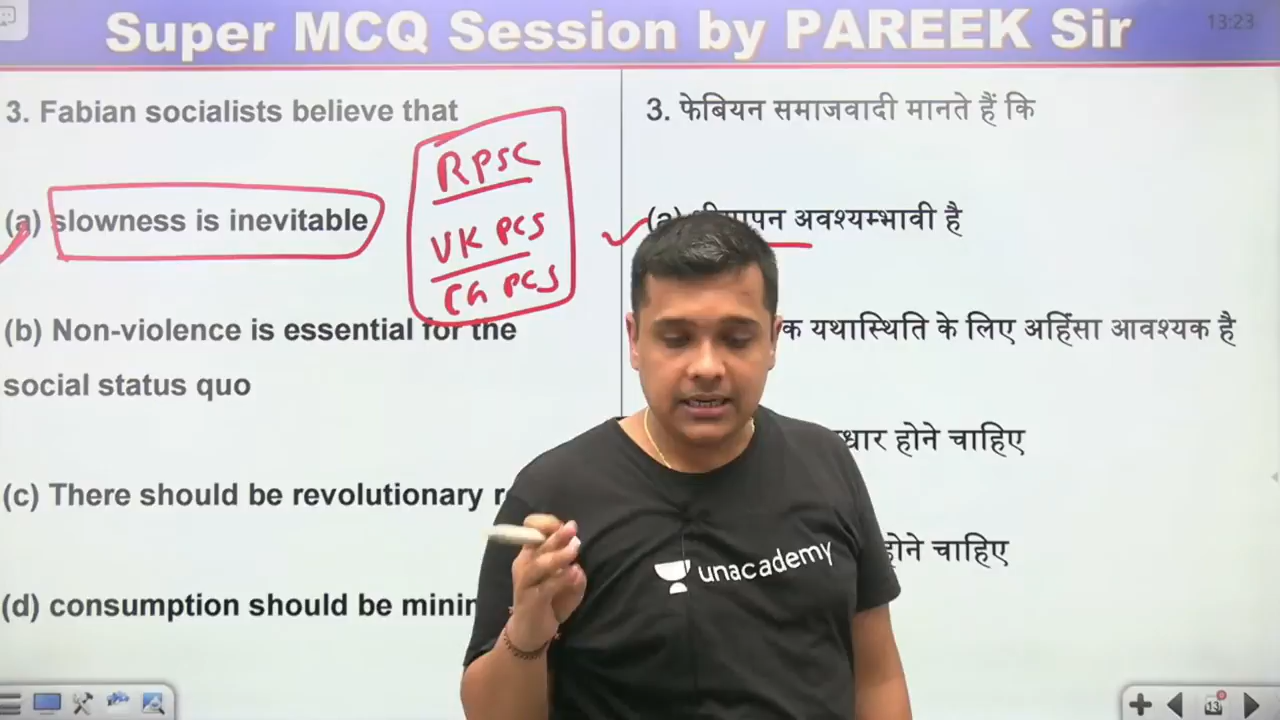 Super MCQ Session by PAREEK Sir
13:23
3. Fabian socialists believe that
(a) slowness is inevitable
(b) Non-violence is essential for the
social status quo
(c) There should be revolutionary
(d) consumption should be
RPSC
UK PCS
CG PCS
3. फेबियन समाजवादी मानते हैं कि
(a) अवश्यम्भावी है
यथास्थिति के लिए अहिंसा आवश्यक है
होने चाहिए
होने चाहिए
unacademy
13